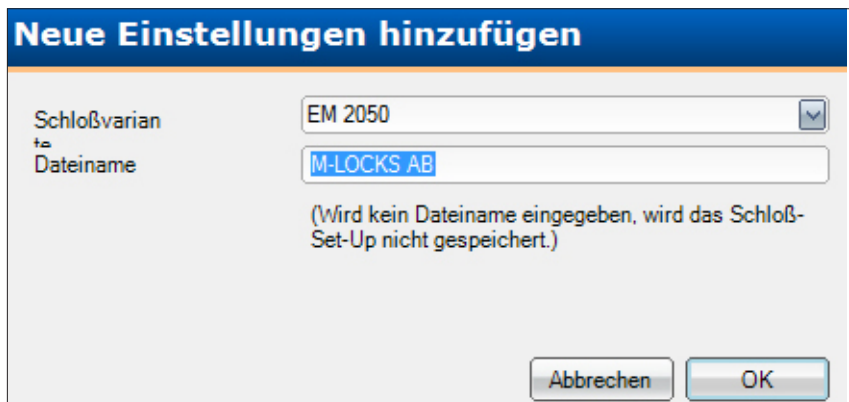 Neue Einstellungen hinzufügen
Schloßvarian
te
EM 2050
Dateiname
M-LOCKS AB
(Wird kein Dateiname eingegeben, wird das Schloß-
Set-Up nicht gespeichert.)
Abbrechen
OK